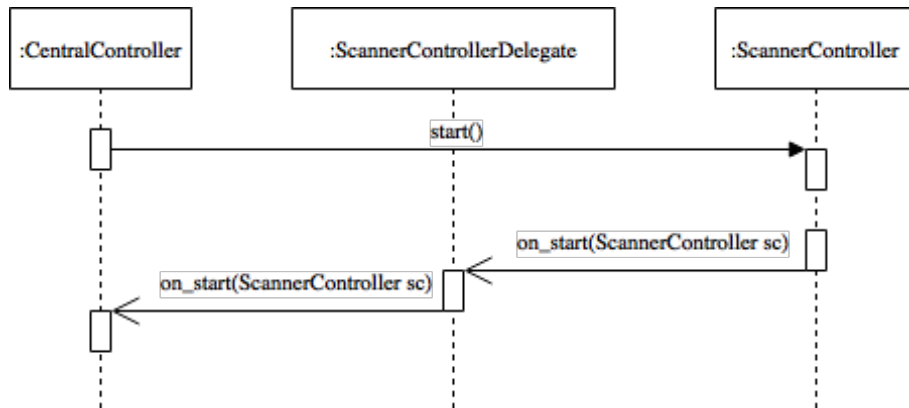 :CentralController
:ScannerControllerDelegate
:ScannerController
start()
on_start(ScannerController sc)
on_start(ScannerController sc)